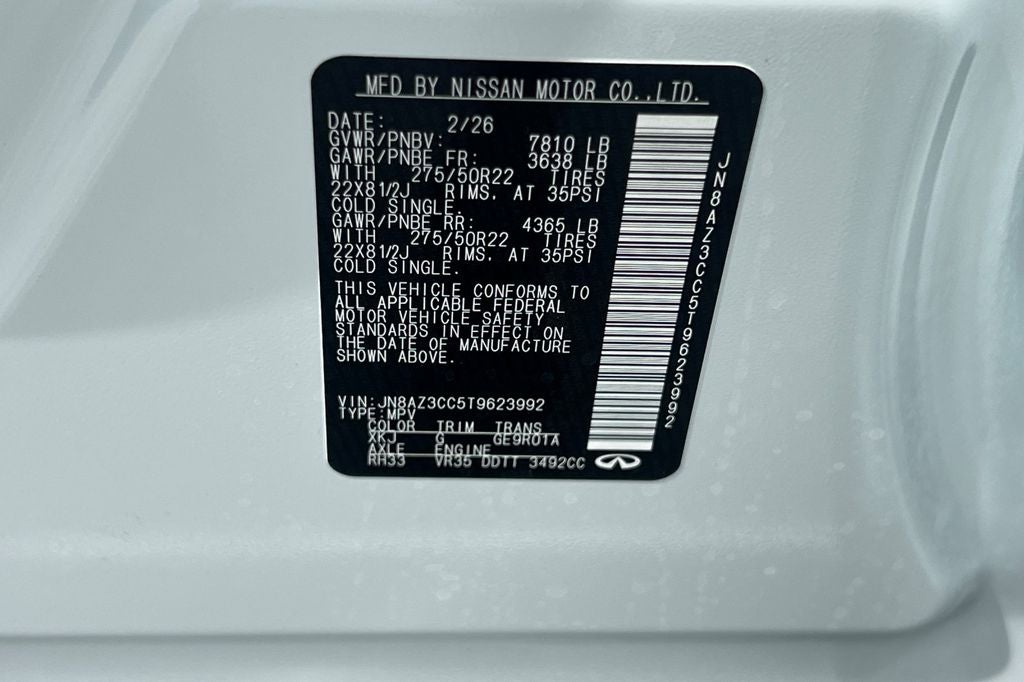 MFD BY NISSAN MOTOR CO.,LTD.
DATE: 2/26
GVWR/PNBV: 7810 LB
GAWR/PNBE FR: 3638 LB
WITH 275/50R22 TIRES
22X81/2J RIMS. AT 35PSI
COLD SINGLE.
GAWR/PNBE RR: 4365 LB
WITH 275/50R22 TIRES
22X81/2J RIMS. AT 35PSI
COLD SINGLE.
THIS VEHICLE CONFORMS TO
ALL APPLICABLE FEDERAL
MOTOR VEHICLE SAFETY
STANDARDS IN EFFECT ON
THE DATE OF MANUFACTURE
SHOWN ABOVE.
VIN:JN8AZ3CC5T9623992
TYPE:MPV
COLOR TRIM TRANS
XKJ G GE9R01A
AXLE ENGINE
RH33 VR35 DDTT 3492CC
JN8AZ3CC5T9623992